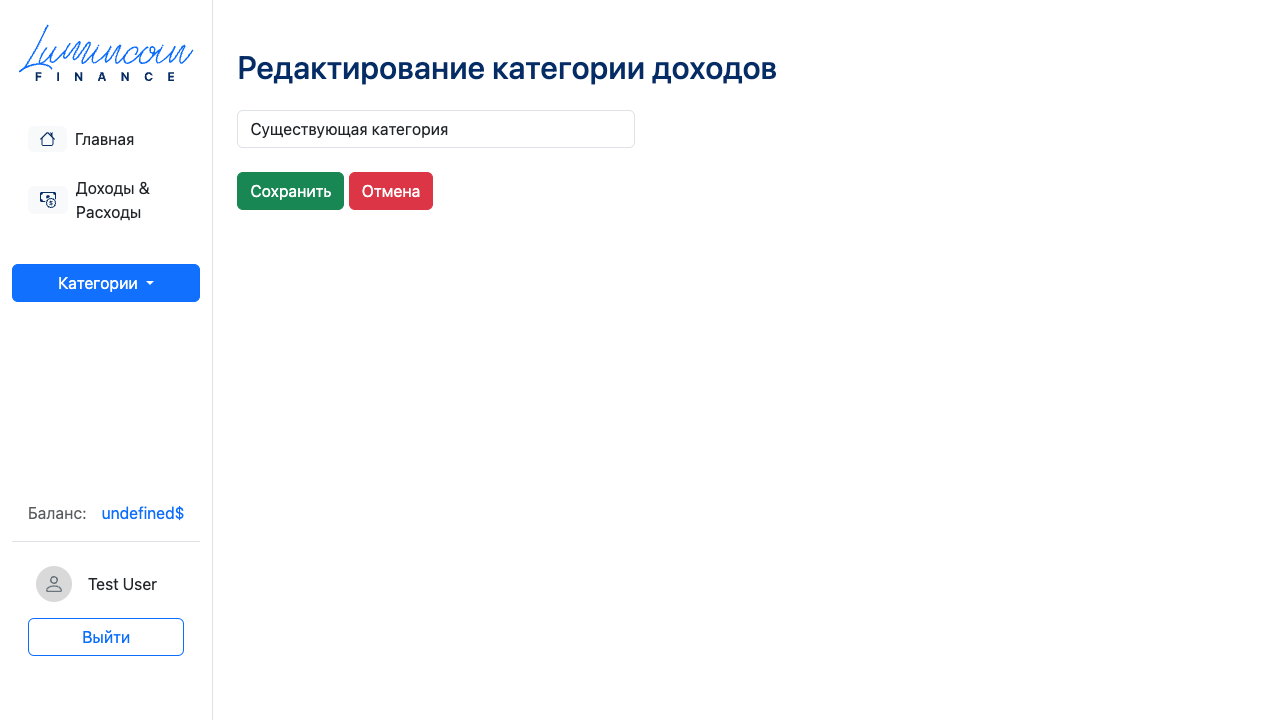 Lumincoin
FINANCE
Главная
Доходы &
Расходы
Категории
Баланс: undefined$
Test User
Выйти
Редактирование категории доходов
Существующая категория
Сохранить Отмена